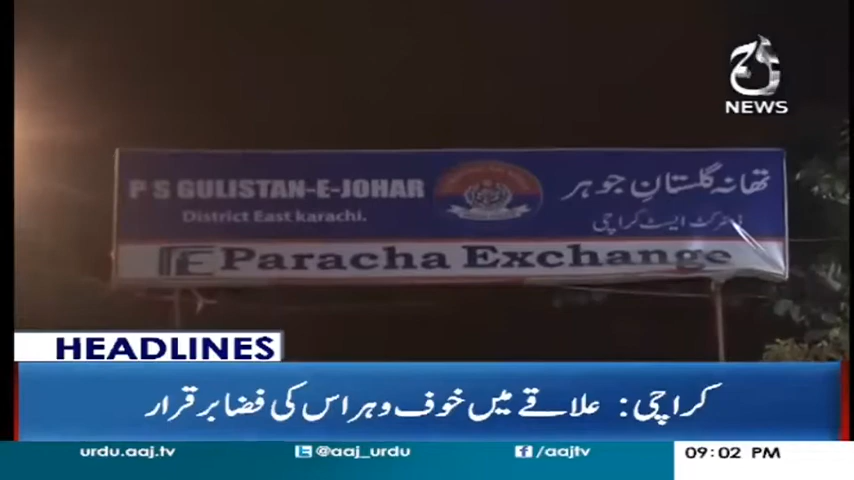 آج
NEWS
P S GULISTAN-E-JOHAR
District East karachi.
تھانہ گلستانِ جوہر
ڈسٹرکٹ ایسٹ کراچی
Paracha Exchange
HEADLINES
کراچی: علاقے میں خوف و ہراس کی فضا برقرار
urdu.aaj.tv
@aaj_urdu
/aajtv
09:02 PM